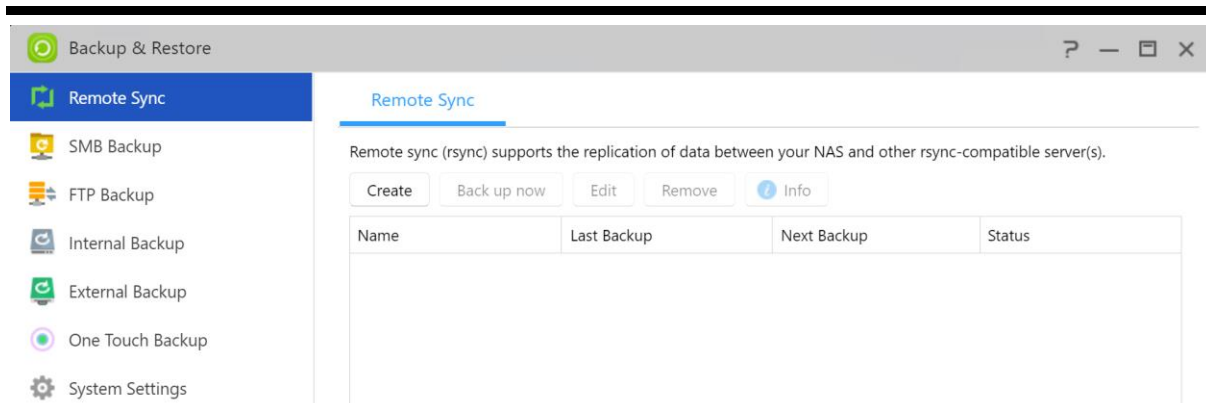 Backup & Restore
Remote Sync
SMB Backup
FTP Backup
Internal Backup
External Backup
One Touch Backup
System Settings
Remote Sync
Remote sync (rsync) supports the replication of data between your NAS and other rsync-compatible server(s).
Create Back up now Edit Remove Info
Name Last Backup Next Backup Status